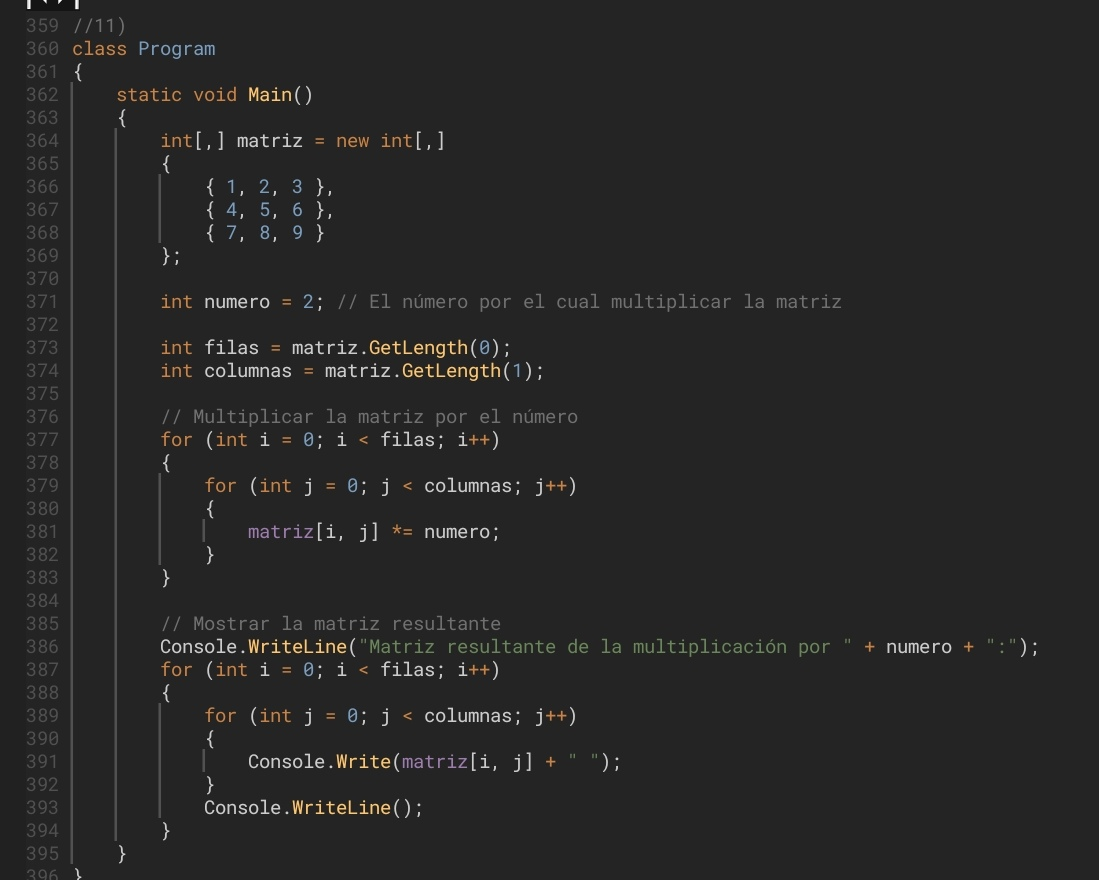 359 //11)
360 class Program
361 {
362     static void Main()
363     {
364         int[,] matriz = new int[,]
365         {
366             { 1, 2, 3 },
367             { 4, 5, 6 },
368             { 7, 8, 9 }
369         };
370
371         int numero = 2; // El número por el cual multiplicar la matriz
372
373         int filas = matriz.GetLength(0);
374         int columnas = matriz.GetLength(1);
375
376         // Multiplicar la matriz por el número
377         for (int i = 0; i < filas; i++)
378         {
379             for (int j = 0; j < columnas; j++)
380             {
381                 matriz[i, j] *= numero;
382             }
383         }
384
385         // Mostrar la matriz resultante
386         Console.WriteLine("Matriz resultante de la multiplicación por " + numero + ":");
387         for (int i = 0; i < filas; i++)
388         {
389             for (int j = 0; j < columnas; j++)
390             {
391                 Console.Write(matriz[i, j] + " ");
392             }
393             Console.WriteLine();
394         }
395     }
396 }